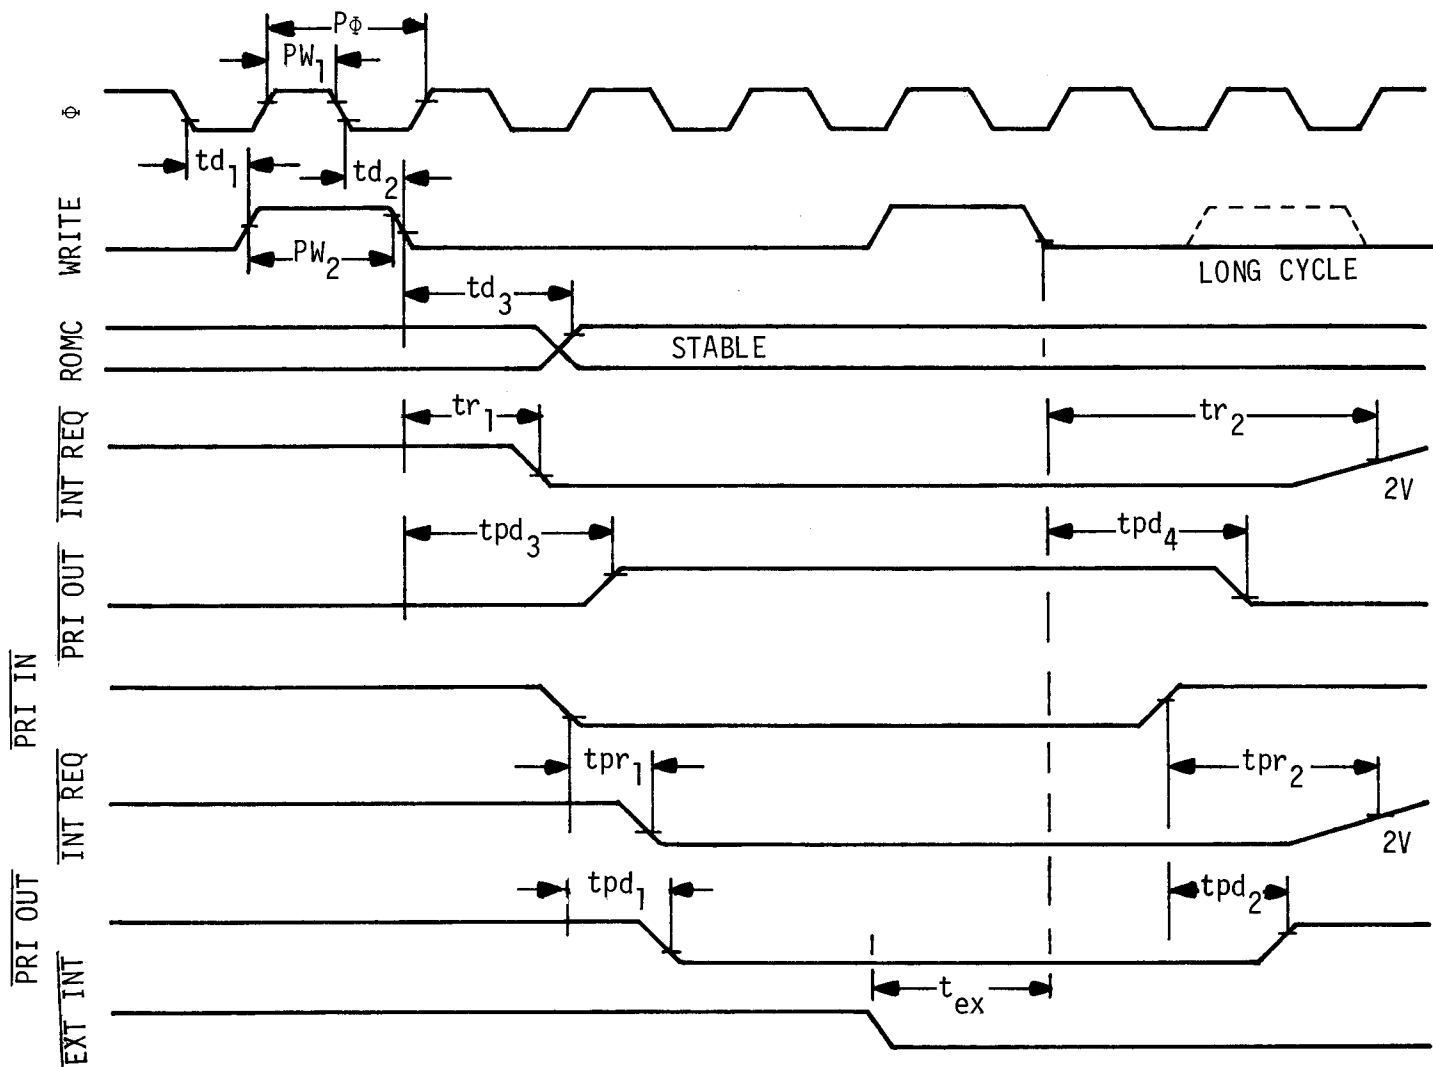 PΦ
PW1
Φ
td1
td2
WRITE
PW2
LONG CYCLE
td3
ROMC
STABLE
INT REQ
tr1
tr2
2V
PRI OUT
tpd3
tpd4
PRI IN
INT REQ
tpr1
tpr2
2V
PRI OUT
tpd1
tpd2
EXT INT
tex